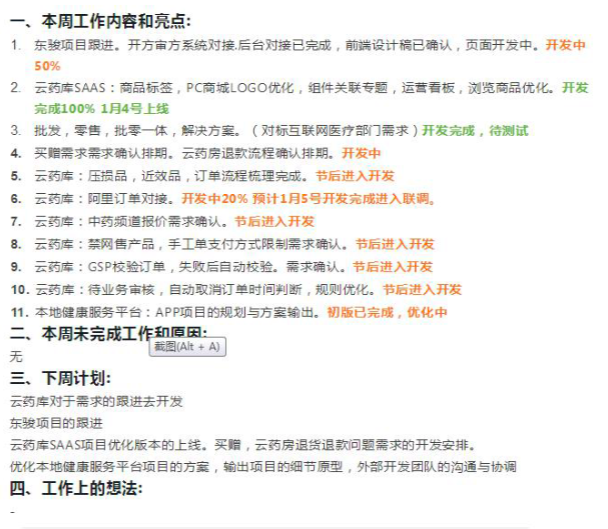 一、本周工作内容和亮点:
1. 东骏项目跟进。开方审方系统对接.后台对接已完成，前端设计稿已确认，页面开发中。开发中
50%
2. 云药库SAAS：商品标签，PC商城LOGO优化，组件关联专题，运营看板，浏览商品优化。开发
完成100% 1月4号上线
3. 批发，零售，批零一体，解决方案。（对标互联网医疗部门需求）开发完成，待测试
4. 买赠需求需求确认排期。云药房退款流程确认排期。开发中
5. 云药库：压损品，近效品，订单流程梳理完成。节后进入开发
6. 云药库：阿里订单对接。开发中20% 预计1月5号开发完成进入联调。
7. 云药库：中药频道报价需求确认。节后进入开发
8. 云药库：禁网售产品，手工单支付方式限制需求确认。节后进入开发
9. 云药库：GSP校验订单，失败后自动校验。需求确认。节后进入开发
10. 云药库：待业务审核，自动取消订单时间判断，规则优化。节后进入开发
11. 本地健康服务平台：APP项目的规划与方案输出。初版已完成，优化中
二、本周未完成工作和原因:
截图(Alt + A)
无
三、下周计划:
云药库对于需求的跟进去开发
东骏项目的跟进
云药库SAAS项目优化版本的上线。买赠，云药房退货退款问题需求的开发安排。
优化本地健康服务平台项目的方案，输出项目的细节原型，外部开发团队的沟通与协调
四、工作上的想法:
-